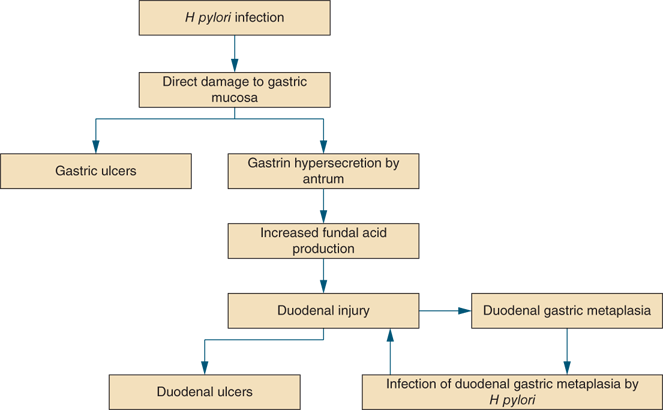 H pylori infection
Direct damage to gastric
mucosa
Gastric ulcers
Gastrin hypersecretion by
antrum
Increased fundal acid
production
Duodenal injury
Duodenal gastric metaplasia
Duodenal ulcers
Infection of duodenal gastric metaplasia by
H pylori